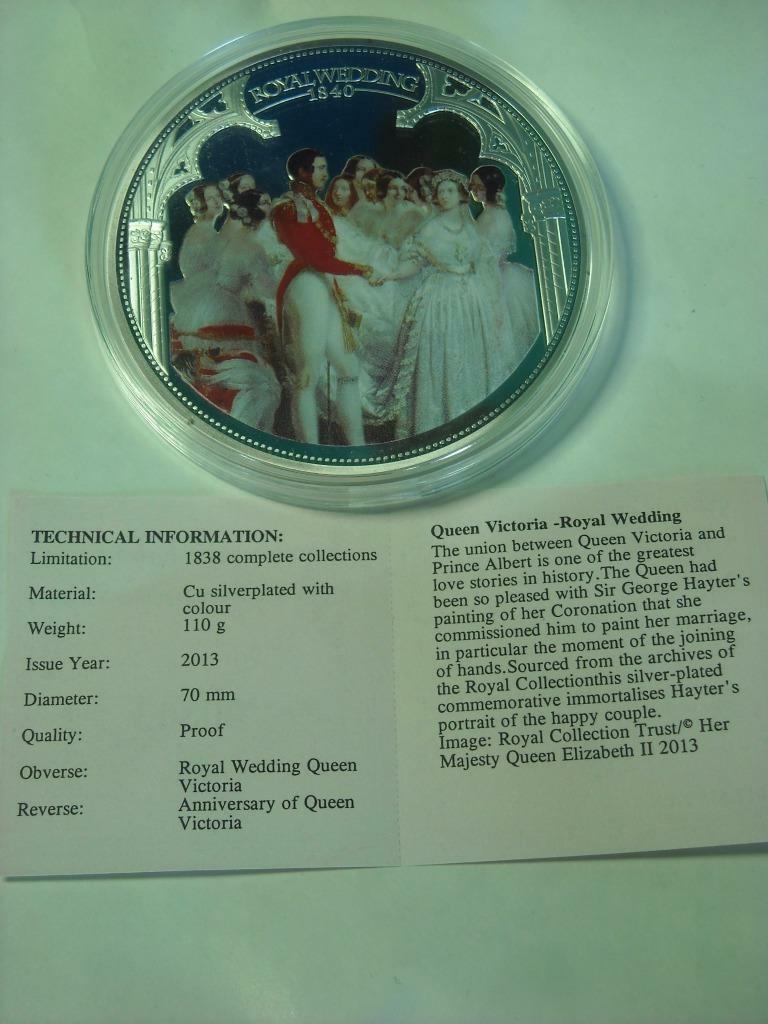 ROYAL WEDDING
1840
TECHNICAL INFORMATION:
Limitation: 1838 complete collections
Material: Cu silverplated with
colour
Weight: 110 g
Issue Year: 2013
Diameter: 70 mm
Quality: Proof
Obverse: Royal Wedding Queen
Victoria
Reverse: Anniversary of Queen
Victoria
Queen Victoria -Royal Wedding
The union between Queen Victoria and
Prince Albert is one of the greatest
love stories in history.The Queen had
been so pleased with Sir George Hayter's
painting of her Coronation that she
commissioned him to paint her marriage,
in particular the moment of the joining
of hands.Sourced from the archives of
the Royal Collectionthis silver-plated
commemorative immortalises Hayter's
portrait of the happy couple.
Image: Royal Collection Trust/© Her
Majesty Queen Elizabeth II 2013